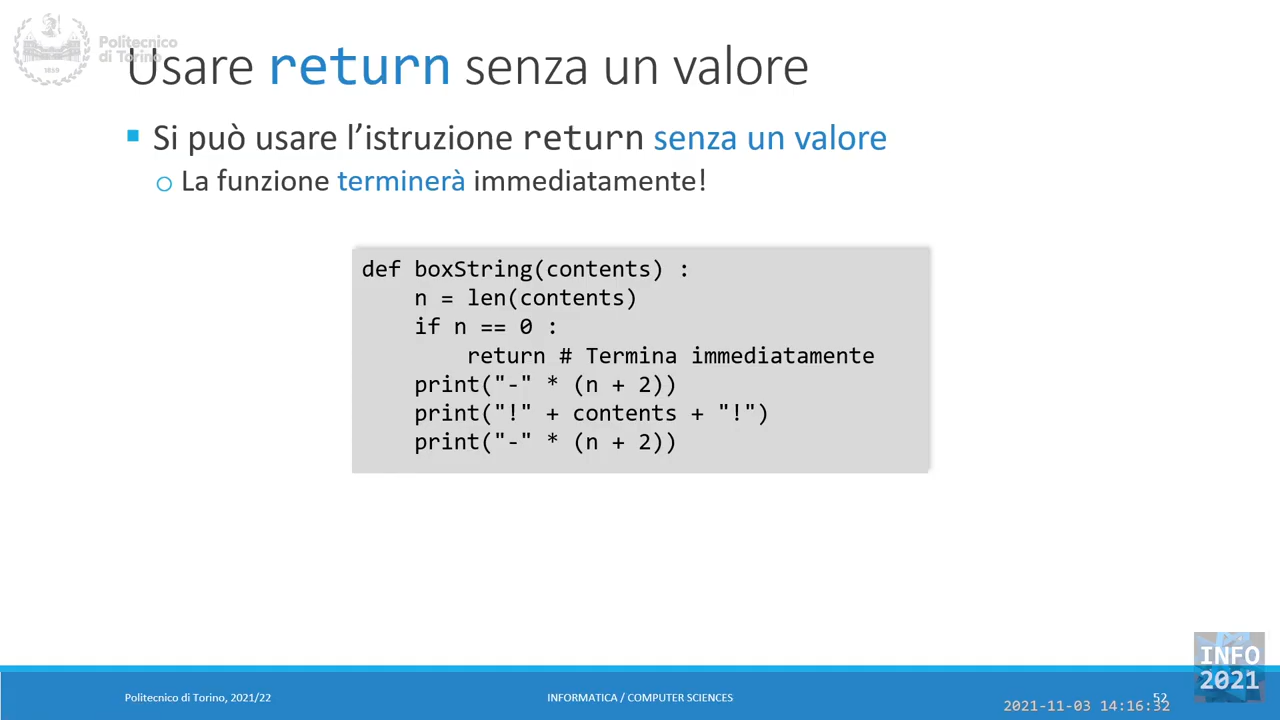 Politecnico
di Torino
Usare return senza un valore
▪ Si può usare l’istruzione return senza un valore
o La funzione terminerà immediatamente!
def boxString(contents) :
    n = len(contents)
    if n == 0 :
        return # Termina immediatamente
    print("-" * (n + 2))
    print("!" + contents + "!")
    print("-" * (n + 2))
INFO
2021
Politecnico di Torino, 2021/22
INFORMATICA / COMPUTER SCIENCES
52
2021-11-03 14:16:32